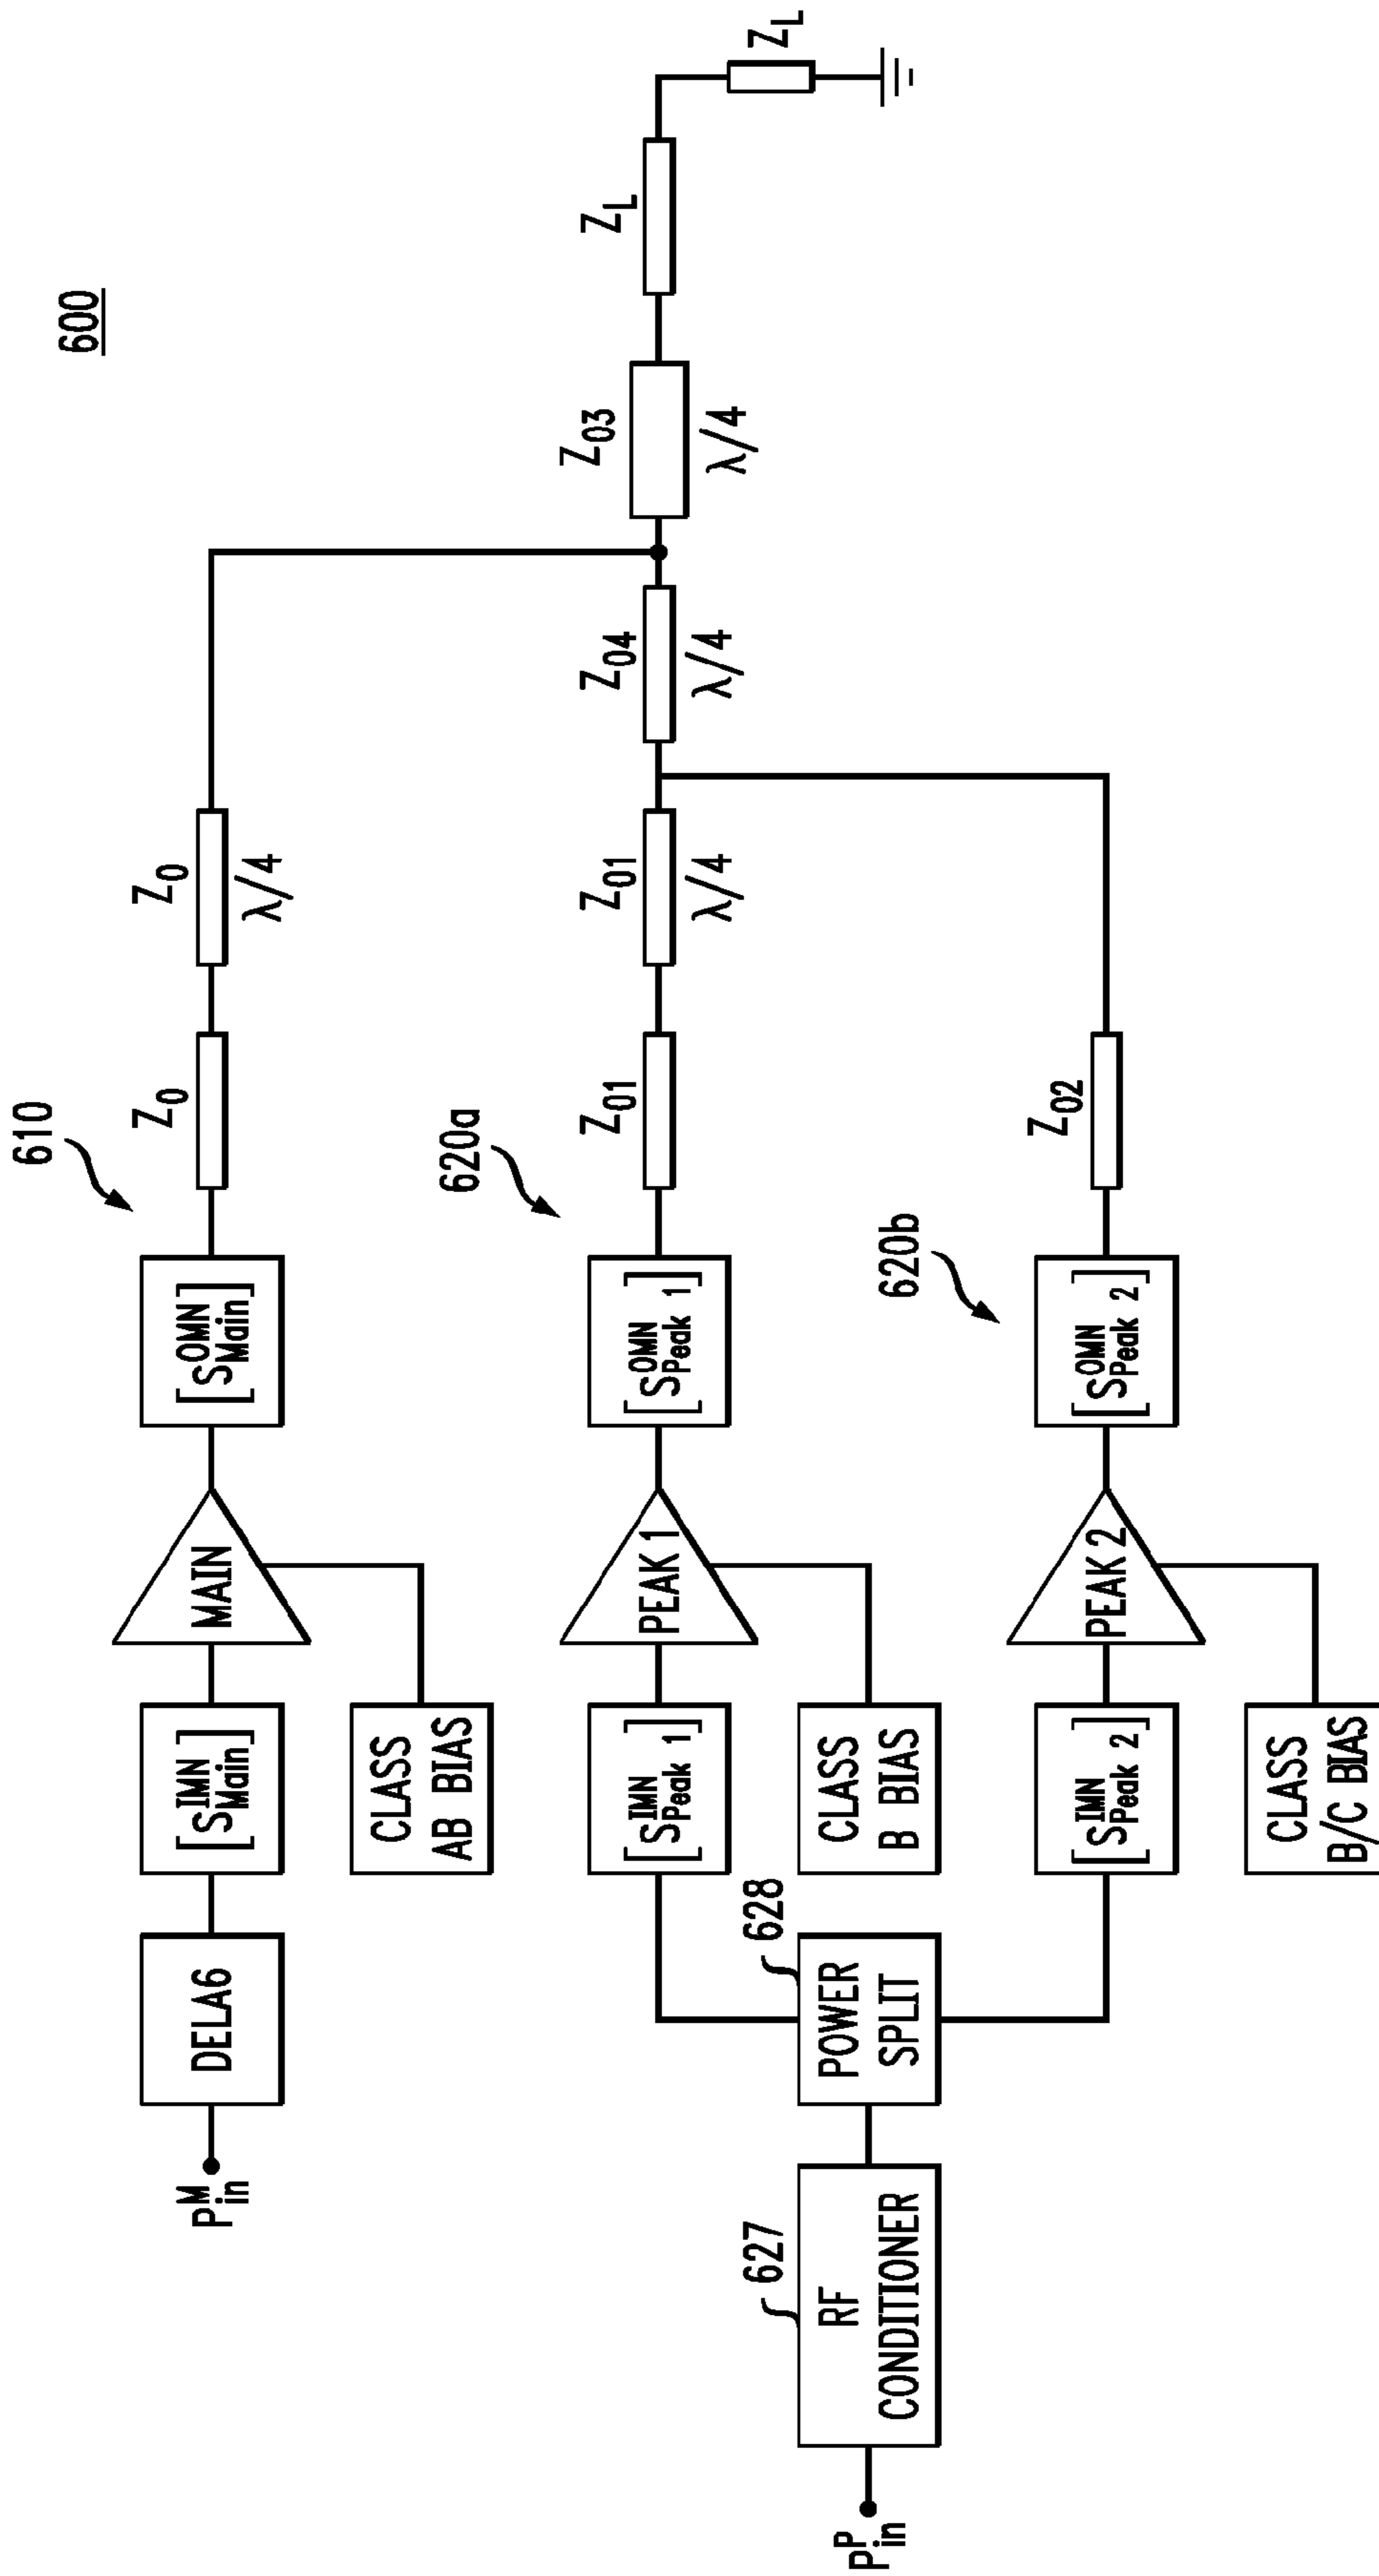 600
610
P^M_in
DELA6
[S^IMN_Main]
MAIN
[S^OMN_Main]
Z_0
Z_0
λ/4
CLASS
AB BIAS
620a
[S^IMN_Peak 1]
PEAK 1
[S^OMN_Peak 1]
Z_01
Z_01
λ/4
Z_04
λ/4
Z_03
λ/4
Z_L
Z_L
CLASS
B BIAS
P^P_in
627
RF
CONDITIONER
628
POWER
SPLIT
620b
[S^IMN_Peak 2]
PEAK 2
[S^OMN_Peak 2]
Z_02
CLASS
B/C BIAS